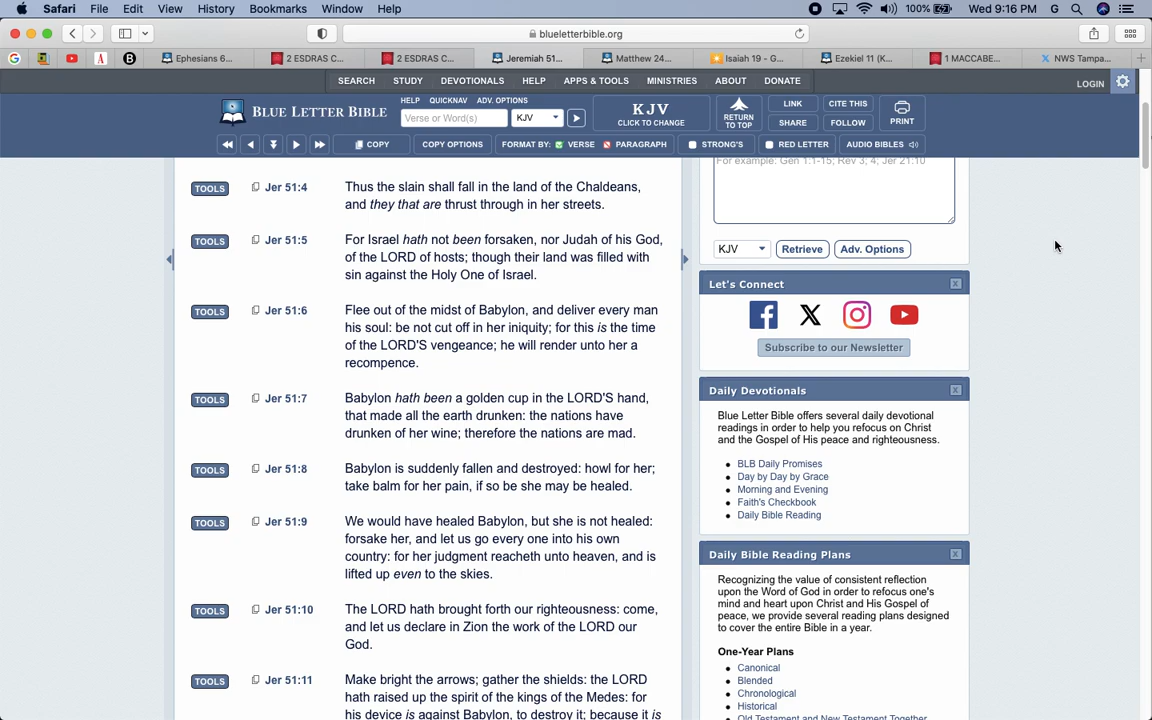 Safari File Edit View History Bookmarks Window Help 100% Wed 9:16 PM G
blueletterbible.org
G A B Ephesians 6... 2 ESDRAS C... 2 ESDRAS C... Jeremiah 51... Matthew 24... Isaiah 19 - G... Ezekiel 11 (K... 1 MACCABE... X NWS Tampa...
SEARCH STUDY DEVOTIONALS HELP APPS & TOOLS MINISTRIES ABOUT DONATE LOGIN
BLUE LETTER BIBLE
HELP QUICKNAV ADV. OPTIONS
Verse or Word(s) KJV
KJV
CLICK TO CHANGE
RETURN
TO TOP
LINK CITE THIS
SHARE FOLLOW
PRINT
COPY COPY OPTIONS FORMAT BY: VERSE PARAGRAPH STRONG'S RED LETTER AUDIO BIBLES
TOOLS Jer 51:4 Thus the slain shall fall in the land of the Chaldeans,
and they that are thrust through in her streets.
TOOLS Jer 51:5 For Israel hath not been forsaken, nor Judah of his God,
of the LORD of hosts; though their land was filled with
sin against the Holy One of Israel.
TOOLS Jer 51:6 Flee out of the midst of Babylon, and deliver every man
his soul: be not cut off in her iniquity; for this is the time
of the LORD'S vengeance; he will render unto her a
recompence.
TOOLS Jer 51:7 Babylon hath been a golden cup in the LORD'S hand,
that made all the earth drunken: the nations have
drunken of her wine; therefore the nations are mad.
TOOLS Jer 51:8 Babylon is suddenly fallen and destroyed: howl for her;
take balm for her pain, if so be she may be healed.
TOOLS Jer 51:9 We would have healed Babylon, but she is not healed:
forsake her, and let us go every one into his own
country: for her judgment reacheth unto heaven, and is
lifted up even to the skies.
TOOLS Jer 51:10 The LORD hath brought forth our righteousness: come,
and let us declare in Zion the work of the LORD our
God.
TOOLS Jer 51:11 Make bright the arrows; gather the shields: the LORD
hath raised up the spirit of the kings of the Medes: for
his device is against Babylon, to destroy it; because it is
For example: Gen 1:1-15; Rev 3; 4; Jer 21:10
KJV Retrieve Adv. Options
Let's Connect
Subscribe to our Newsletter
Daily Devotionals
Blue Letter Bible offers several daily devotional
readings in order to help you refocus on Christ
and the Gospel of His peace and righteousness.
BLB Daily Promises
Day by Day by Grace
Morning and Evening
Faith's Checkbook
Daily Bible Reading
Daily Bible Reading Plans
Recognizing the value of consistent reflection
upon the Word of God in order to refocus one's
mind and heart upon Christ and His Gospel of
peace, we provide several reading plans designed
to cover the entire Bible in a year.
One-Year Plans
Canonical
Blended
Chronological
Historical
Old Testament and New Testament Together